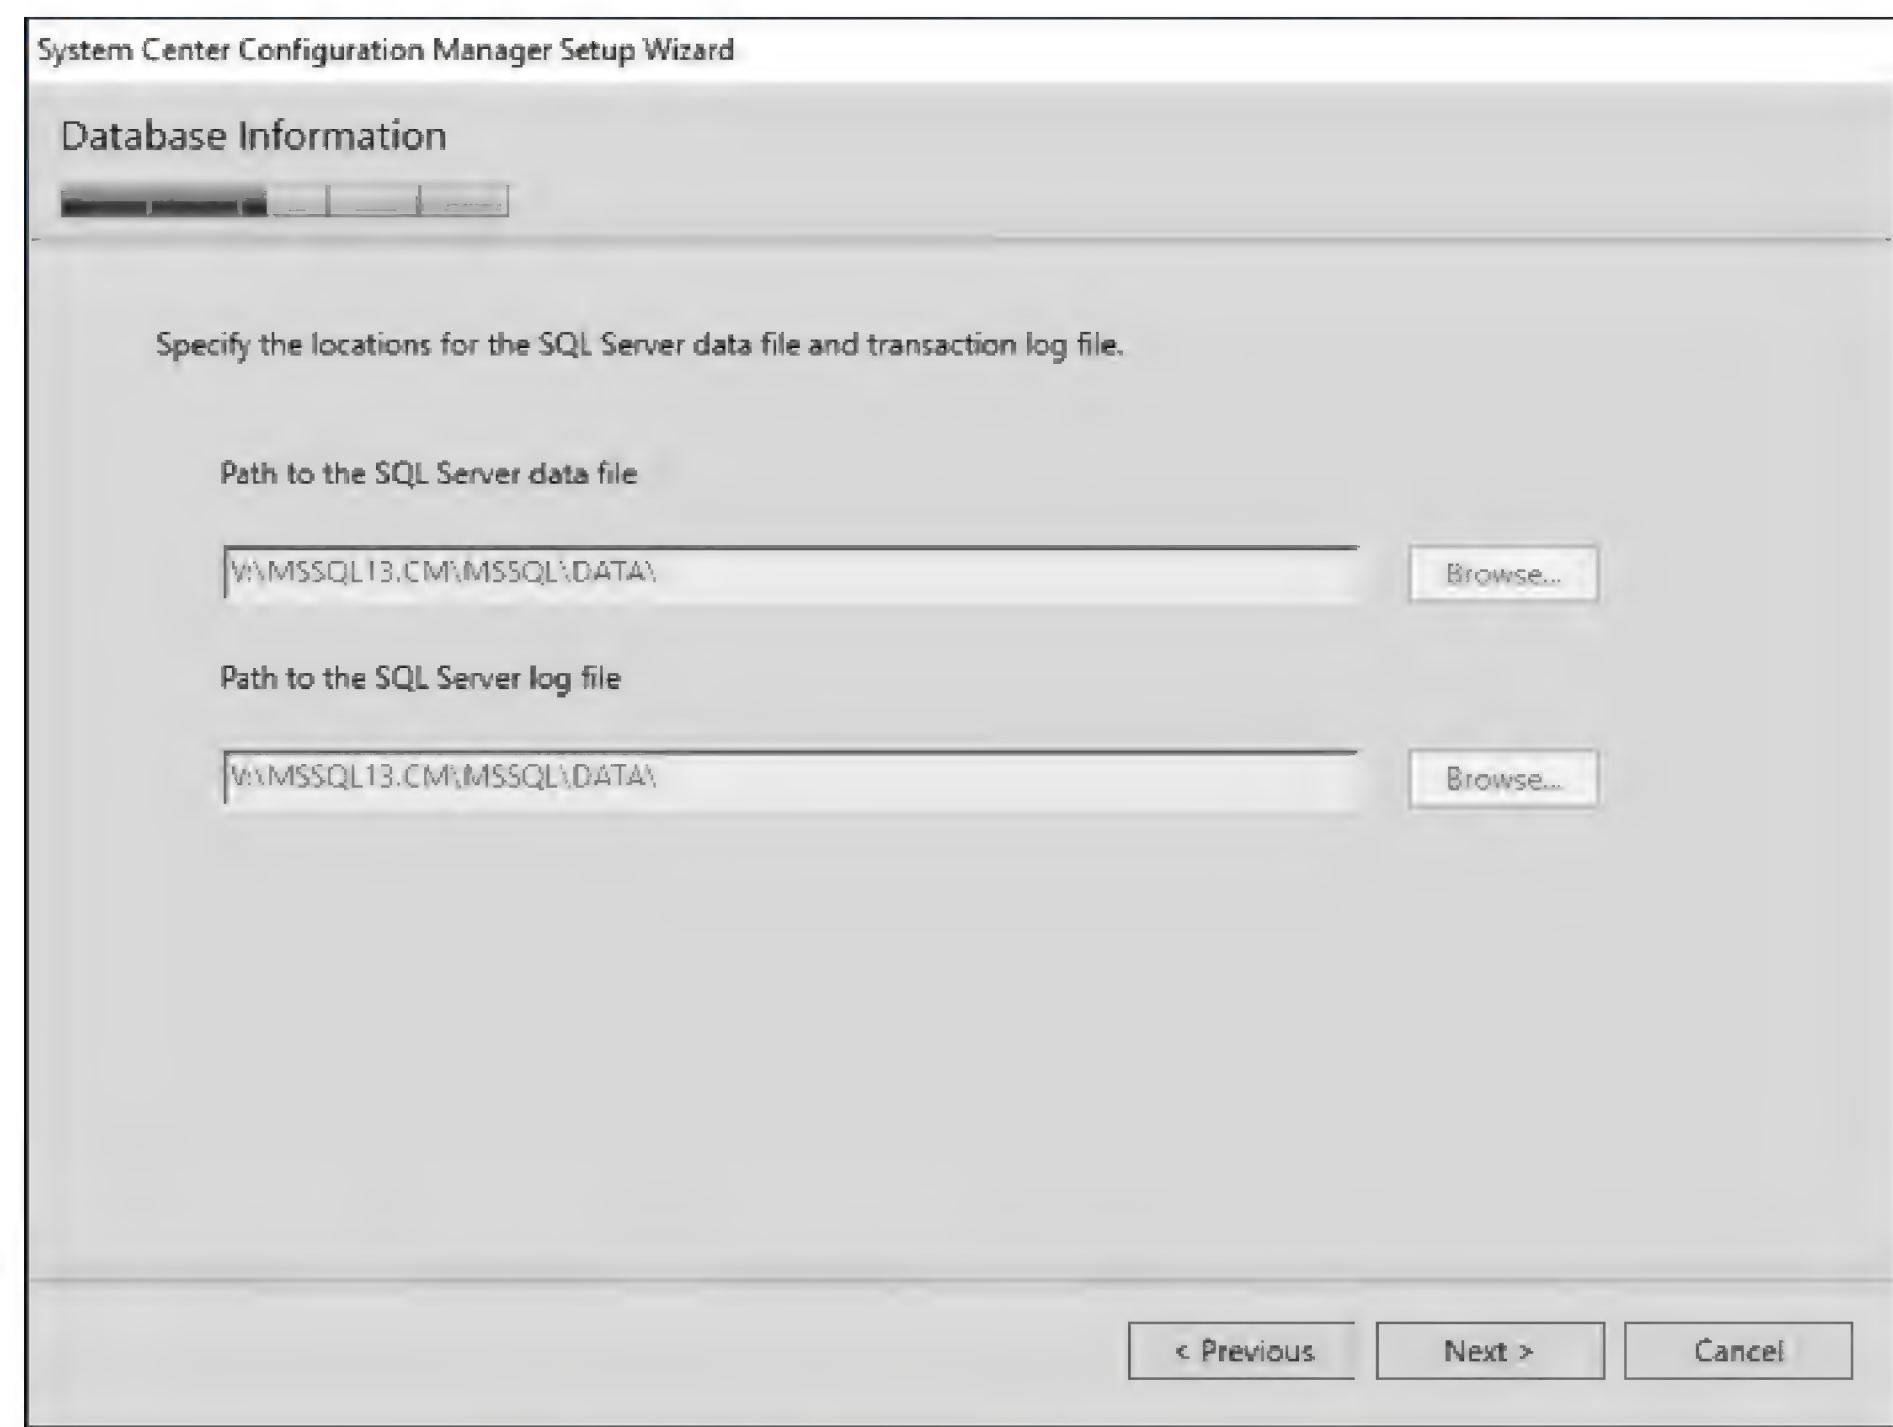 System Center Configuration Manager Setup Wizard
Database Information
Specify the locations for the SQL Server data file and transaction log file.
Path to the SQL Server data file
V:\MSSQL13.CM\MSSQL\DATA\
Browse...
Path to the SQL Server log file
V:\MSSQL13.CM\MSSQL\DATA\
Browse...
< Previous
Next >
Cancel